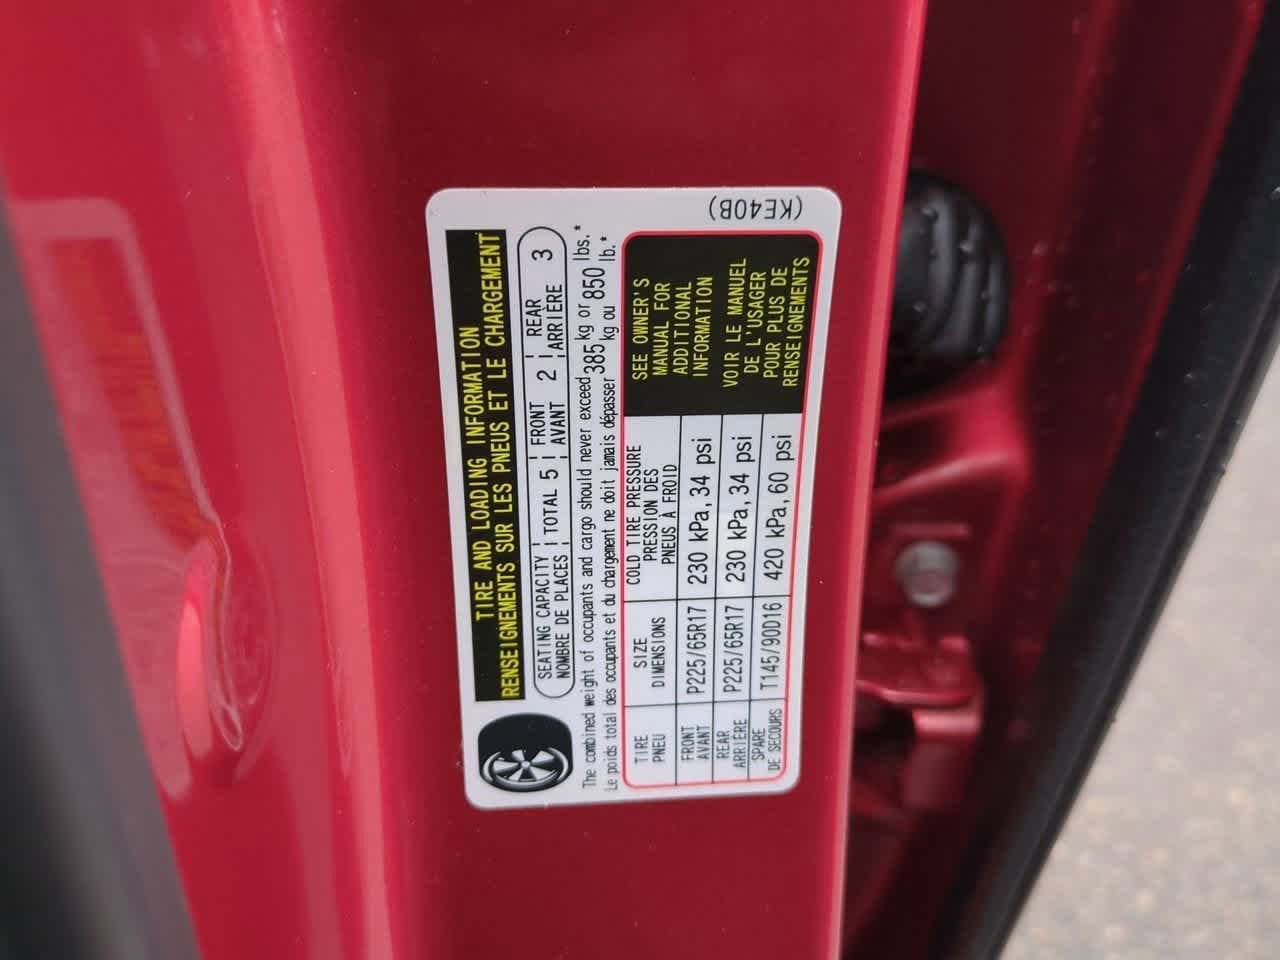 TIRE AND LOADING INFORMATION
RENSEIGNEMENTS SUR LES PNEUS ET LE CHARGEMENT
SEATING CAPACITY | TOTAL 5 | FRONT 2 | REAR 3
NOMBRE DE PLACES | AVANT | ARRIÈRE
The combined weight of occupants and cargo should never exceed 385 kg or 850 lbs.*
Le poids total des occupants et du chargement ne doit jamais dépasser kg ou lb.*
TIRE
PNEU
SIZE
DIMENSIONS
COLD TIRE PRESSURE
PRESSION DES
PNEUS À FROID
FRONT
AVANT
P225/65R17
230 kPa, 34 psi
REAR
ARRIÈRE
P225/65R17
230 kPa, 34 psi
SPARE
DE SECOURS
T145/90D16
420 kPa, 60 psi
SEE OWNER'S
MANUAL FOR
ADDITIONAL
INFORMATION
VOIR LE MANUEL
DE L'USAGER
POUR PLUS DE
RENSEIGNEMENTS
(KE40B)